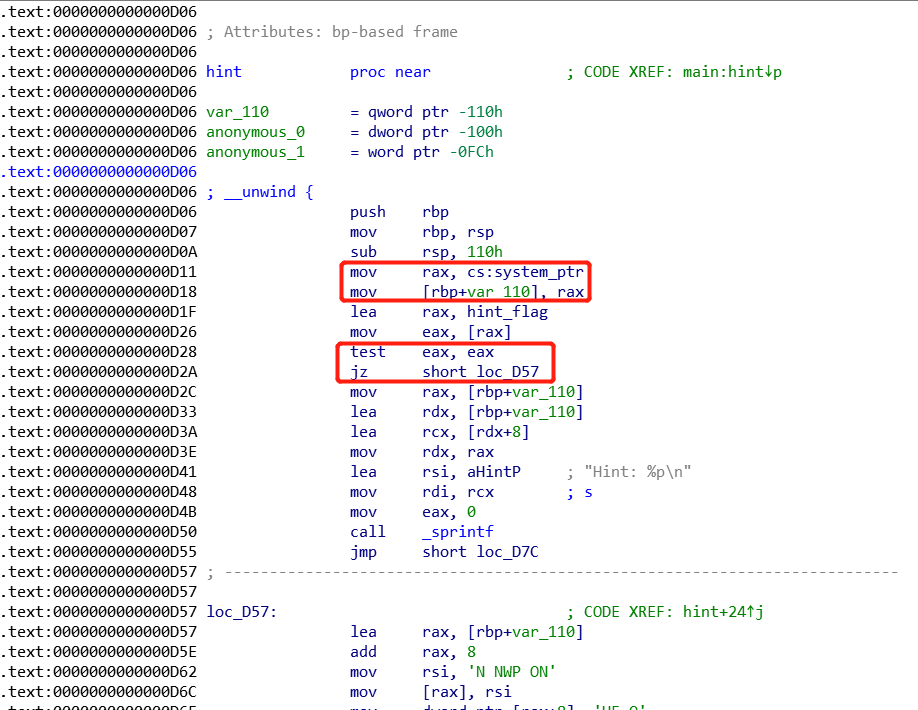 .text:0000000000000D06
.text:0000000000000D06 ; Attributes: bp-based frame
.text:0000000000000D06
.text:0000000000000D06 hint proc near ; CODE XREF: main:hint↓p
.text:0000000000000D06
.text:0000000000000D06 var_110 = qword ptr -110h
.text:0000000000000D06 anonymous_0 = dword ptr -100h
.text:0000000000000D06 anonymous_1 = word ptr -0FCh
.text:0000000000000D06
.text:0000000000000D06 ; __unwind {
.text:0000000000000D06 push rbp
.text:0000000000000D07 mov rbp, rsp
.text:0000000000000D0A sub rsp, 110h
.text:0000000000000D11 mov rax, cs:system_ptr
.text:0000000000000D18 mov [rbp+var_110], rax
.text:0000000000000D1F lea rax, hint_flag
.text:0000000000000D26 mov eax, [rax]
.text:0000000000000D28 test eax, eax
.text:0000000000000D2A jz short loc_D57
.text:0000000000000D2C mov rax, [rbp+var_110]
.text:0000000000000D33 lea rdx, [rbp+var_110]
.text:0000000000000D3A lea rcx, [rdx+8]
.text:0000000000000D3E mov rdx, rax
.text:0000000000000D41 lea rsi, aHintP ; "Hint: %p\n"
.text:0000000000000D48 mov rdi, rcx ; s
.text:0000000000000D4B mov eax, 0
.text:0000000000000D50 call _sprintf
.text:0000000000000D55 jmp short loc_D7C
.text:0000000000000D57 ; ---------------------------------------------------------------------------
.text:0000000000000D57
.text:0000000000000D57 loc_D57: ; CODE XREF: hint+24↑j
.text:0000000000000D57 lea rax, [rbp+var_110]
.text:0000000000000D5E add rax, 8
.text:0000000000000D62 mov rsi, 'N NWP ON'
.text:0000000000000D6C mov [rax], rsi